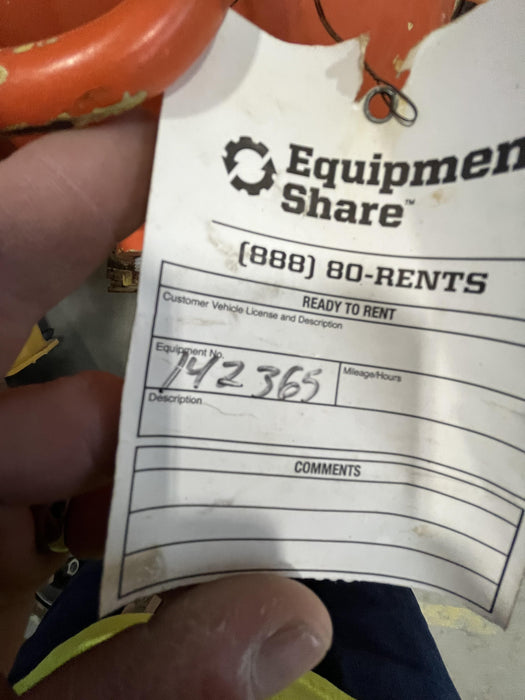 Equipmen
Share™
(888) 80-RENTS
READY TO RENT
Customer Vehicle License and Description
Equipment No.
142365
Mileage/Hours
Description
COMMENTS